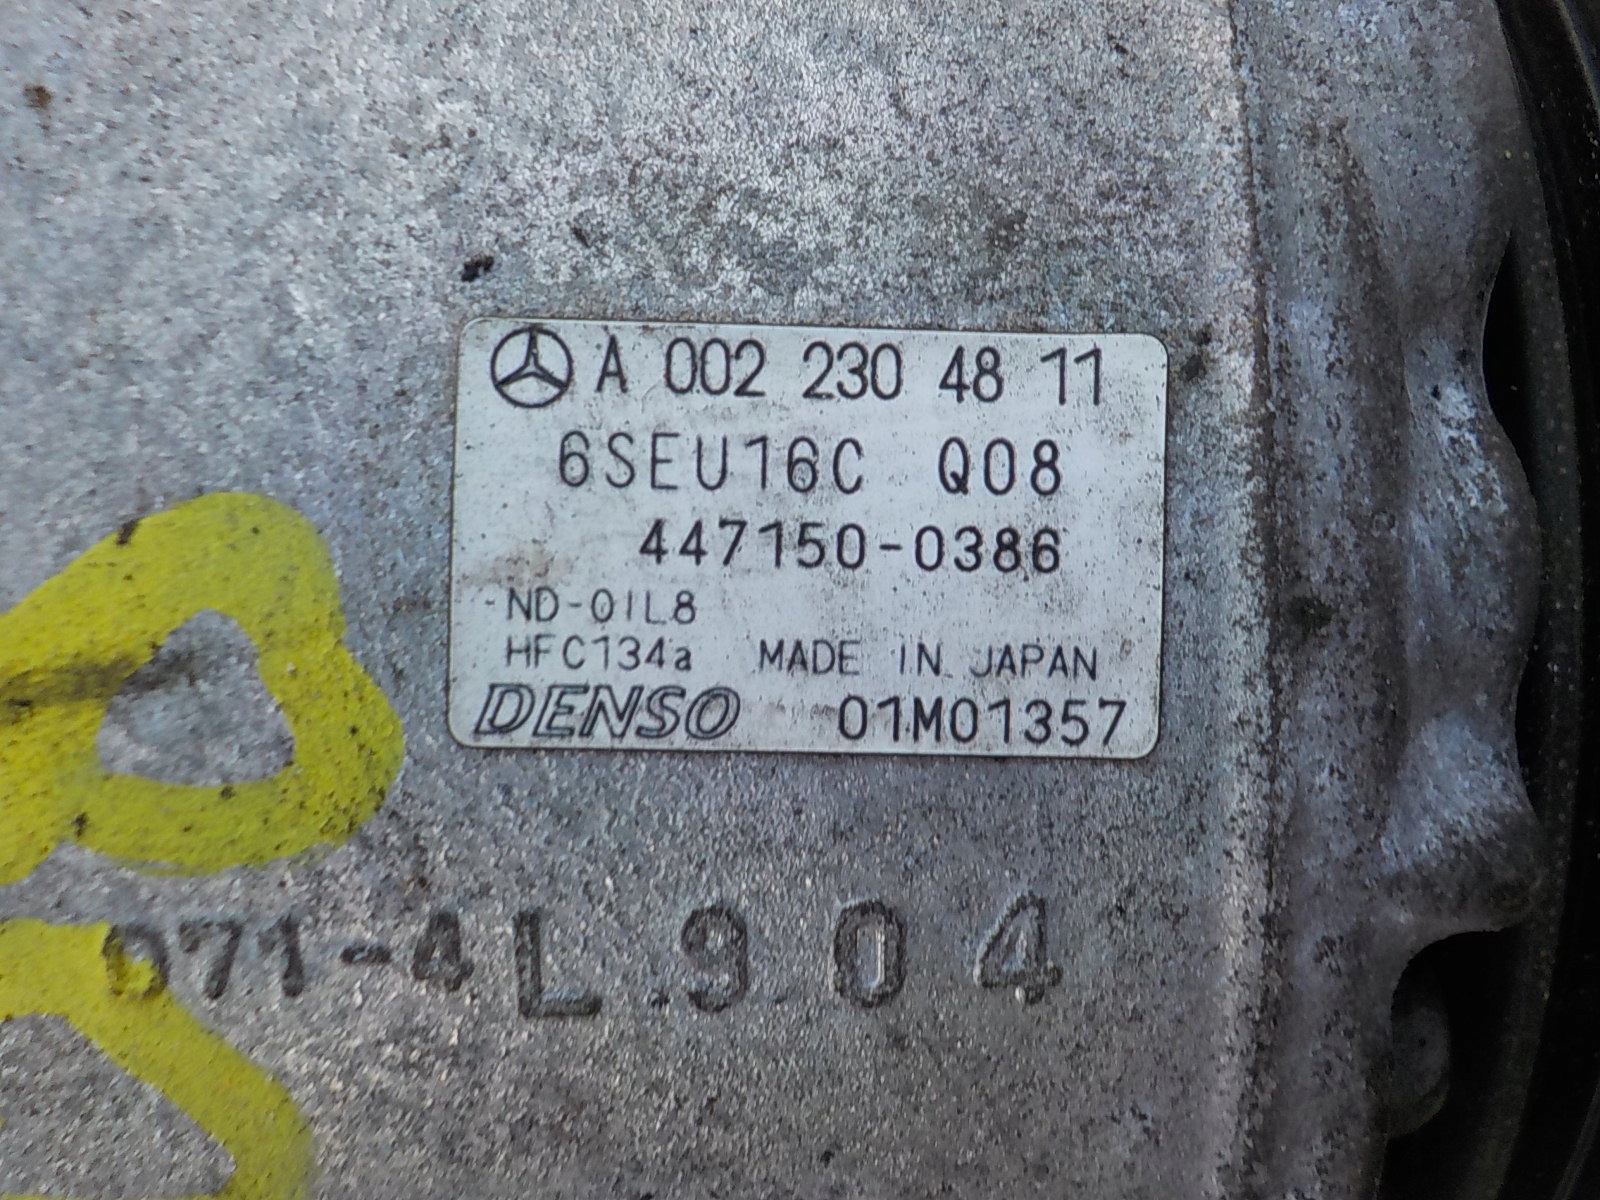 A 002 230 48 11
6SEU16C Q08
447150-0386
ND-OIL8
HFC134a MADE IN JAPAN
DENSO 01M01357
071-4L904